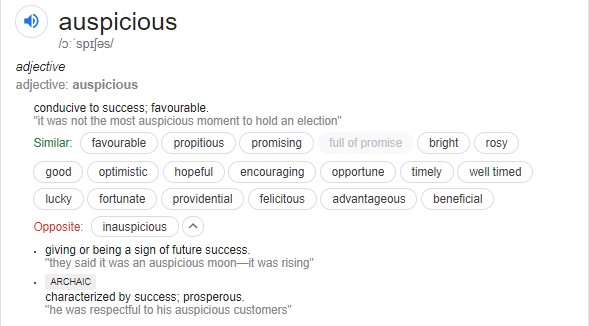 auspicious
/ɔːˈspɪʃəs/
adjective
adjective: auspicious
conducive to success; favourable.
"it was not the most auspicious moment to hold an election"
Similar: favourable propitious promising full of promise bright rosy
good optimistic hopeful encouraging opportune timely well timed
lucky fortunate providential felicitous advantageous beneficial
Opposite: inauspicious
• giving or being a sign of future success.
"they said it was an auspicious moon—it was rising"
• ARCHAIC
characterized by success; prosperous.
"he was respectful to his auspicious customers"